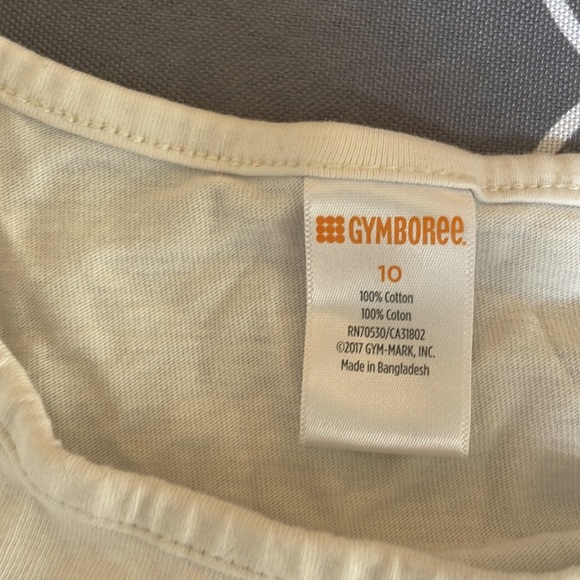 GYMBOREE
10
100% Cotton
100% Coton
RN70530/CA31802
©2017 GYM-MARK, INC.
Made in Bangladesh